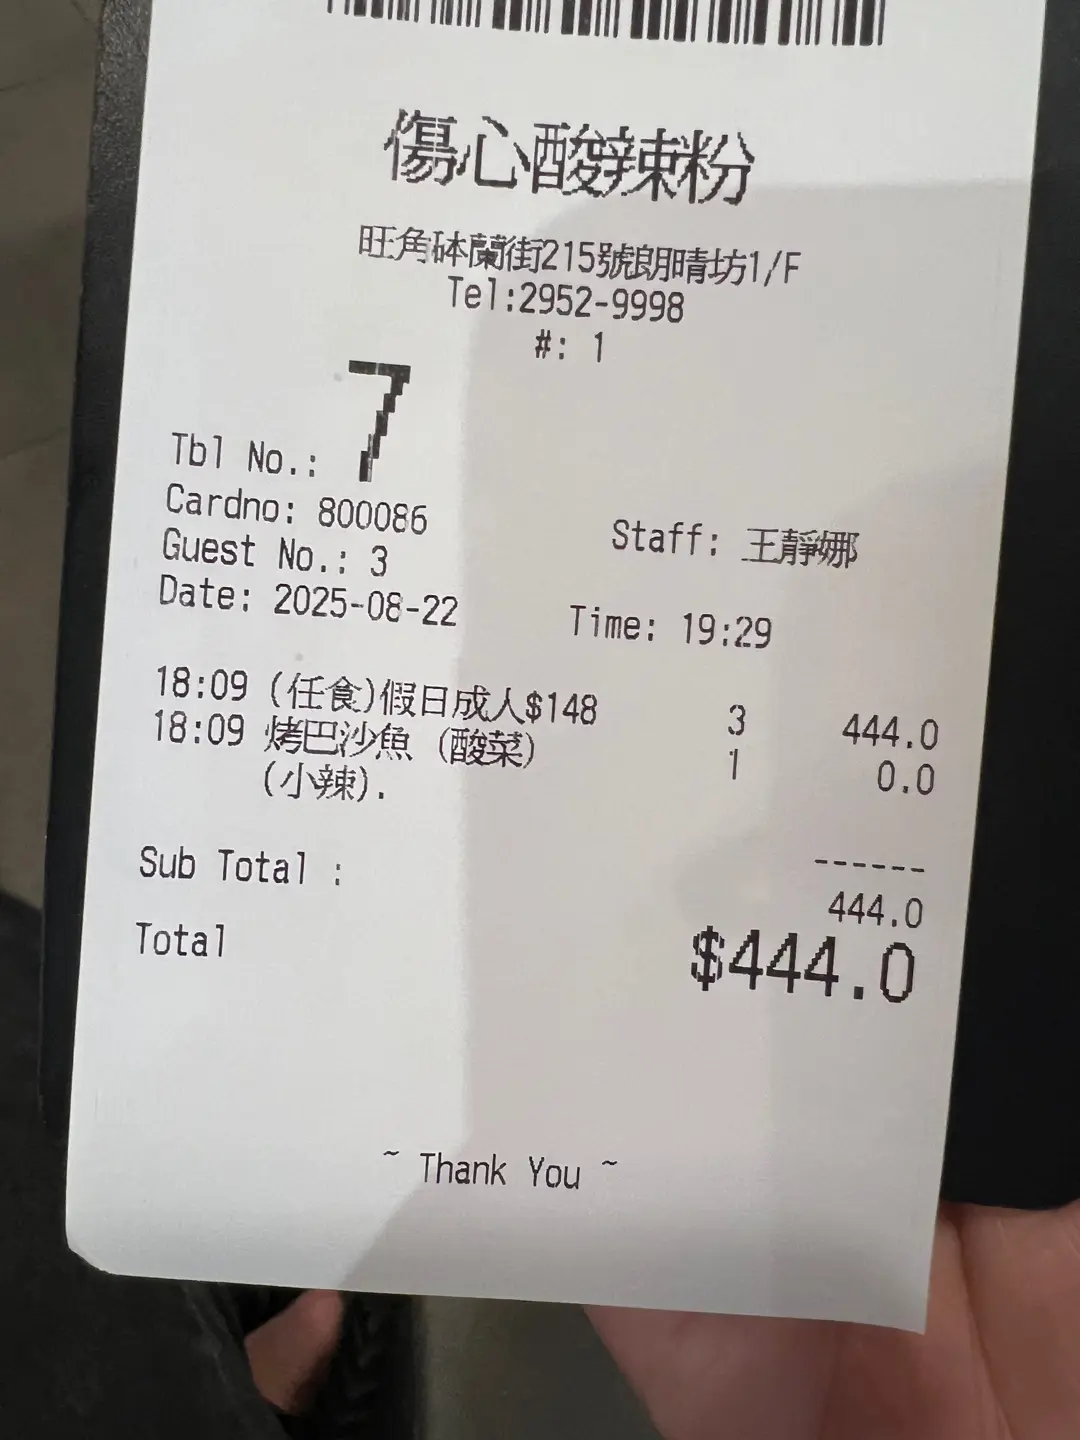 傷心酸辣粉
旺角砵蘭街215號朗晴坊1/F
Tel:2952-9998
#: 1
Tbl No.: 7
Cardno: 800086
Guest No.: 3 Staff: 王靜娜
Date: 2025-08-22 Time: 19:29
18:09 (任食)假日成人$148 3 444.0
18:09 烤巴沙魚 (酸菜) 1 0.0
(小辣).
------
Sub Total : 444.0
Total $444.0
~ Thank You ~